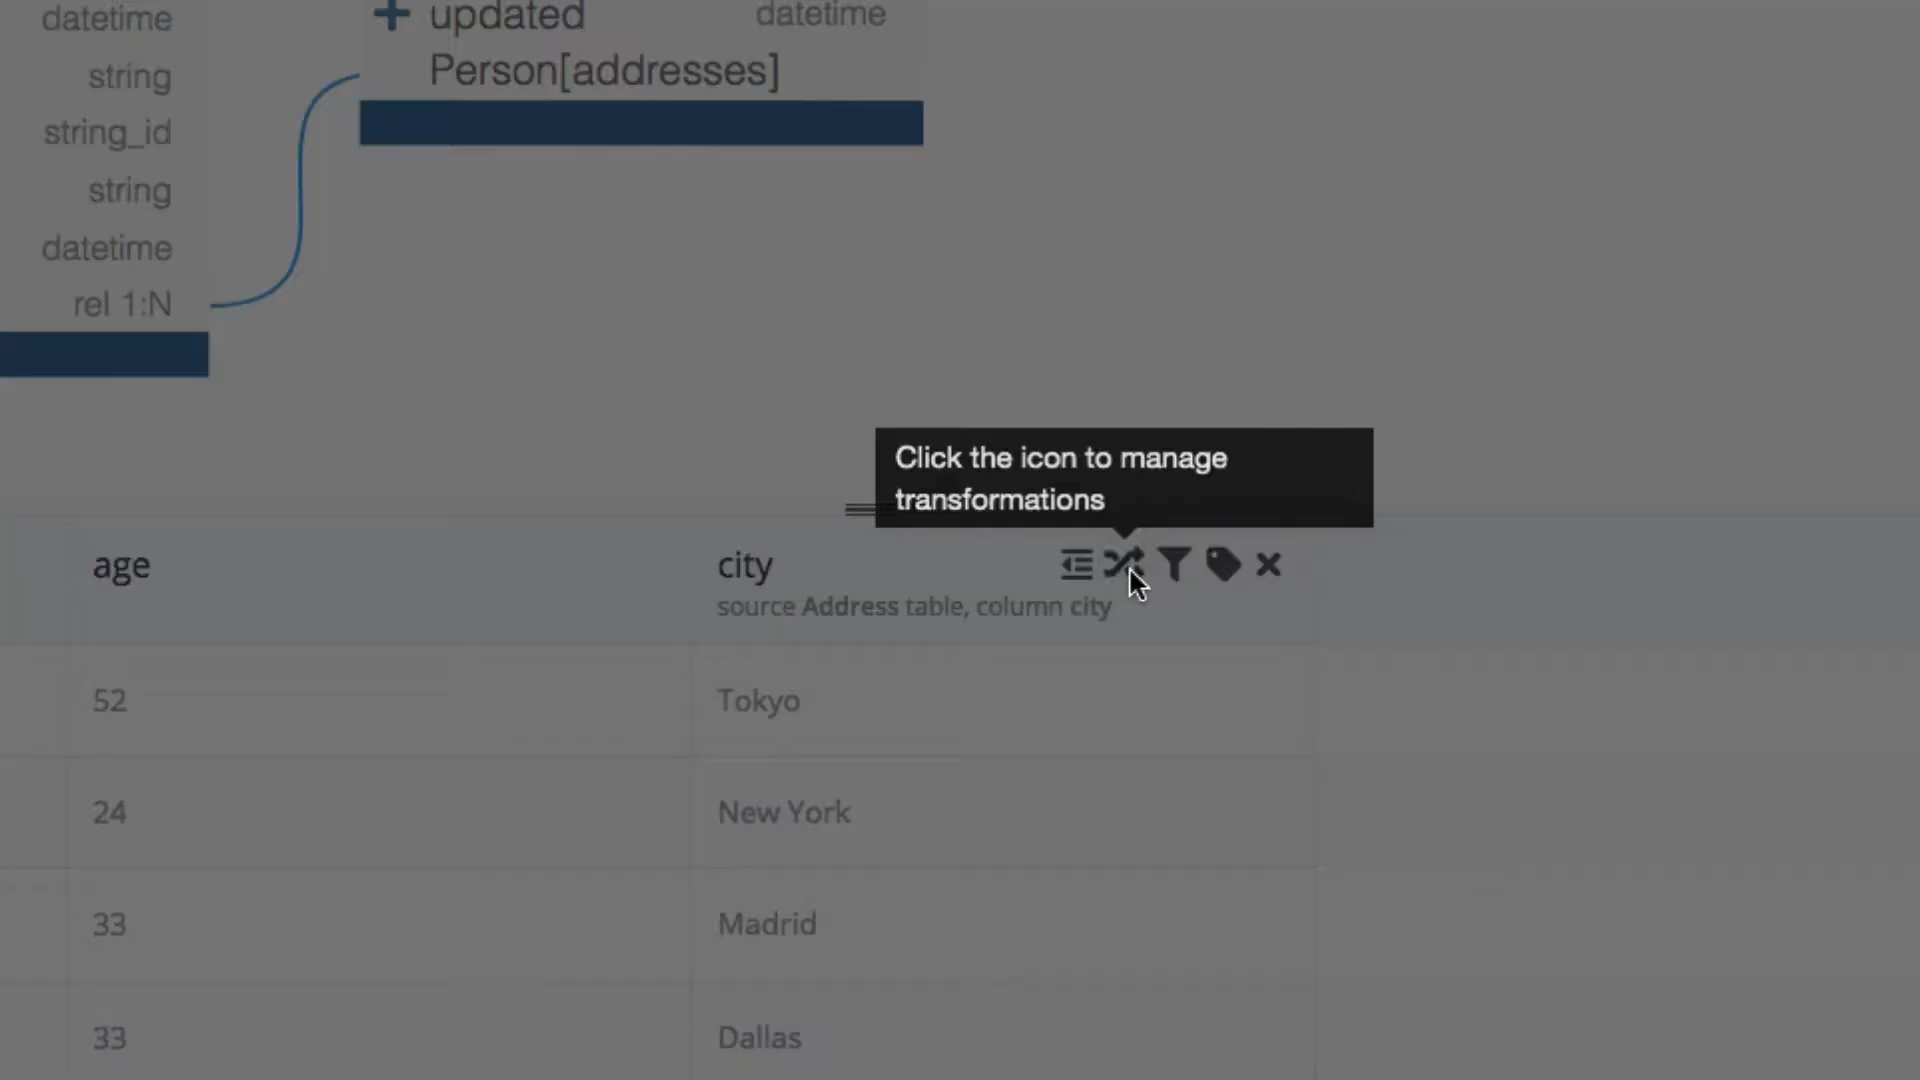 datetime
string
string_id
string
datetime
rel 1:N
updated datetime
Person[addresses]
Click the icon to manage
transformations
age city
source Address table, column city
52 Tokyo
24 New York
33 Madrid
33 Dallas